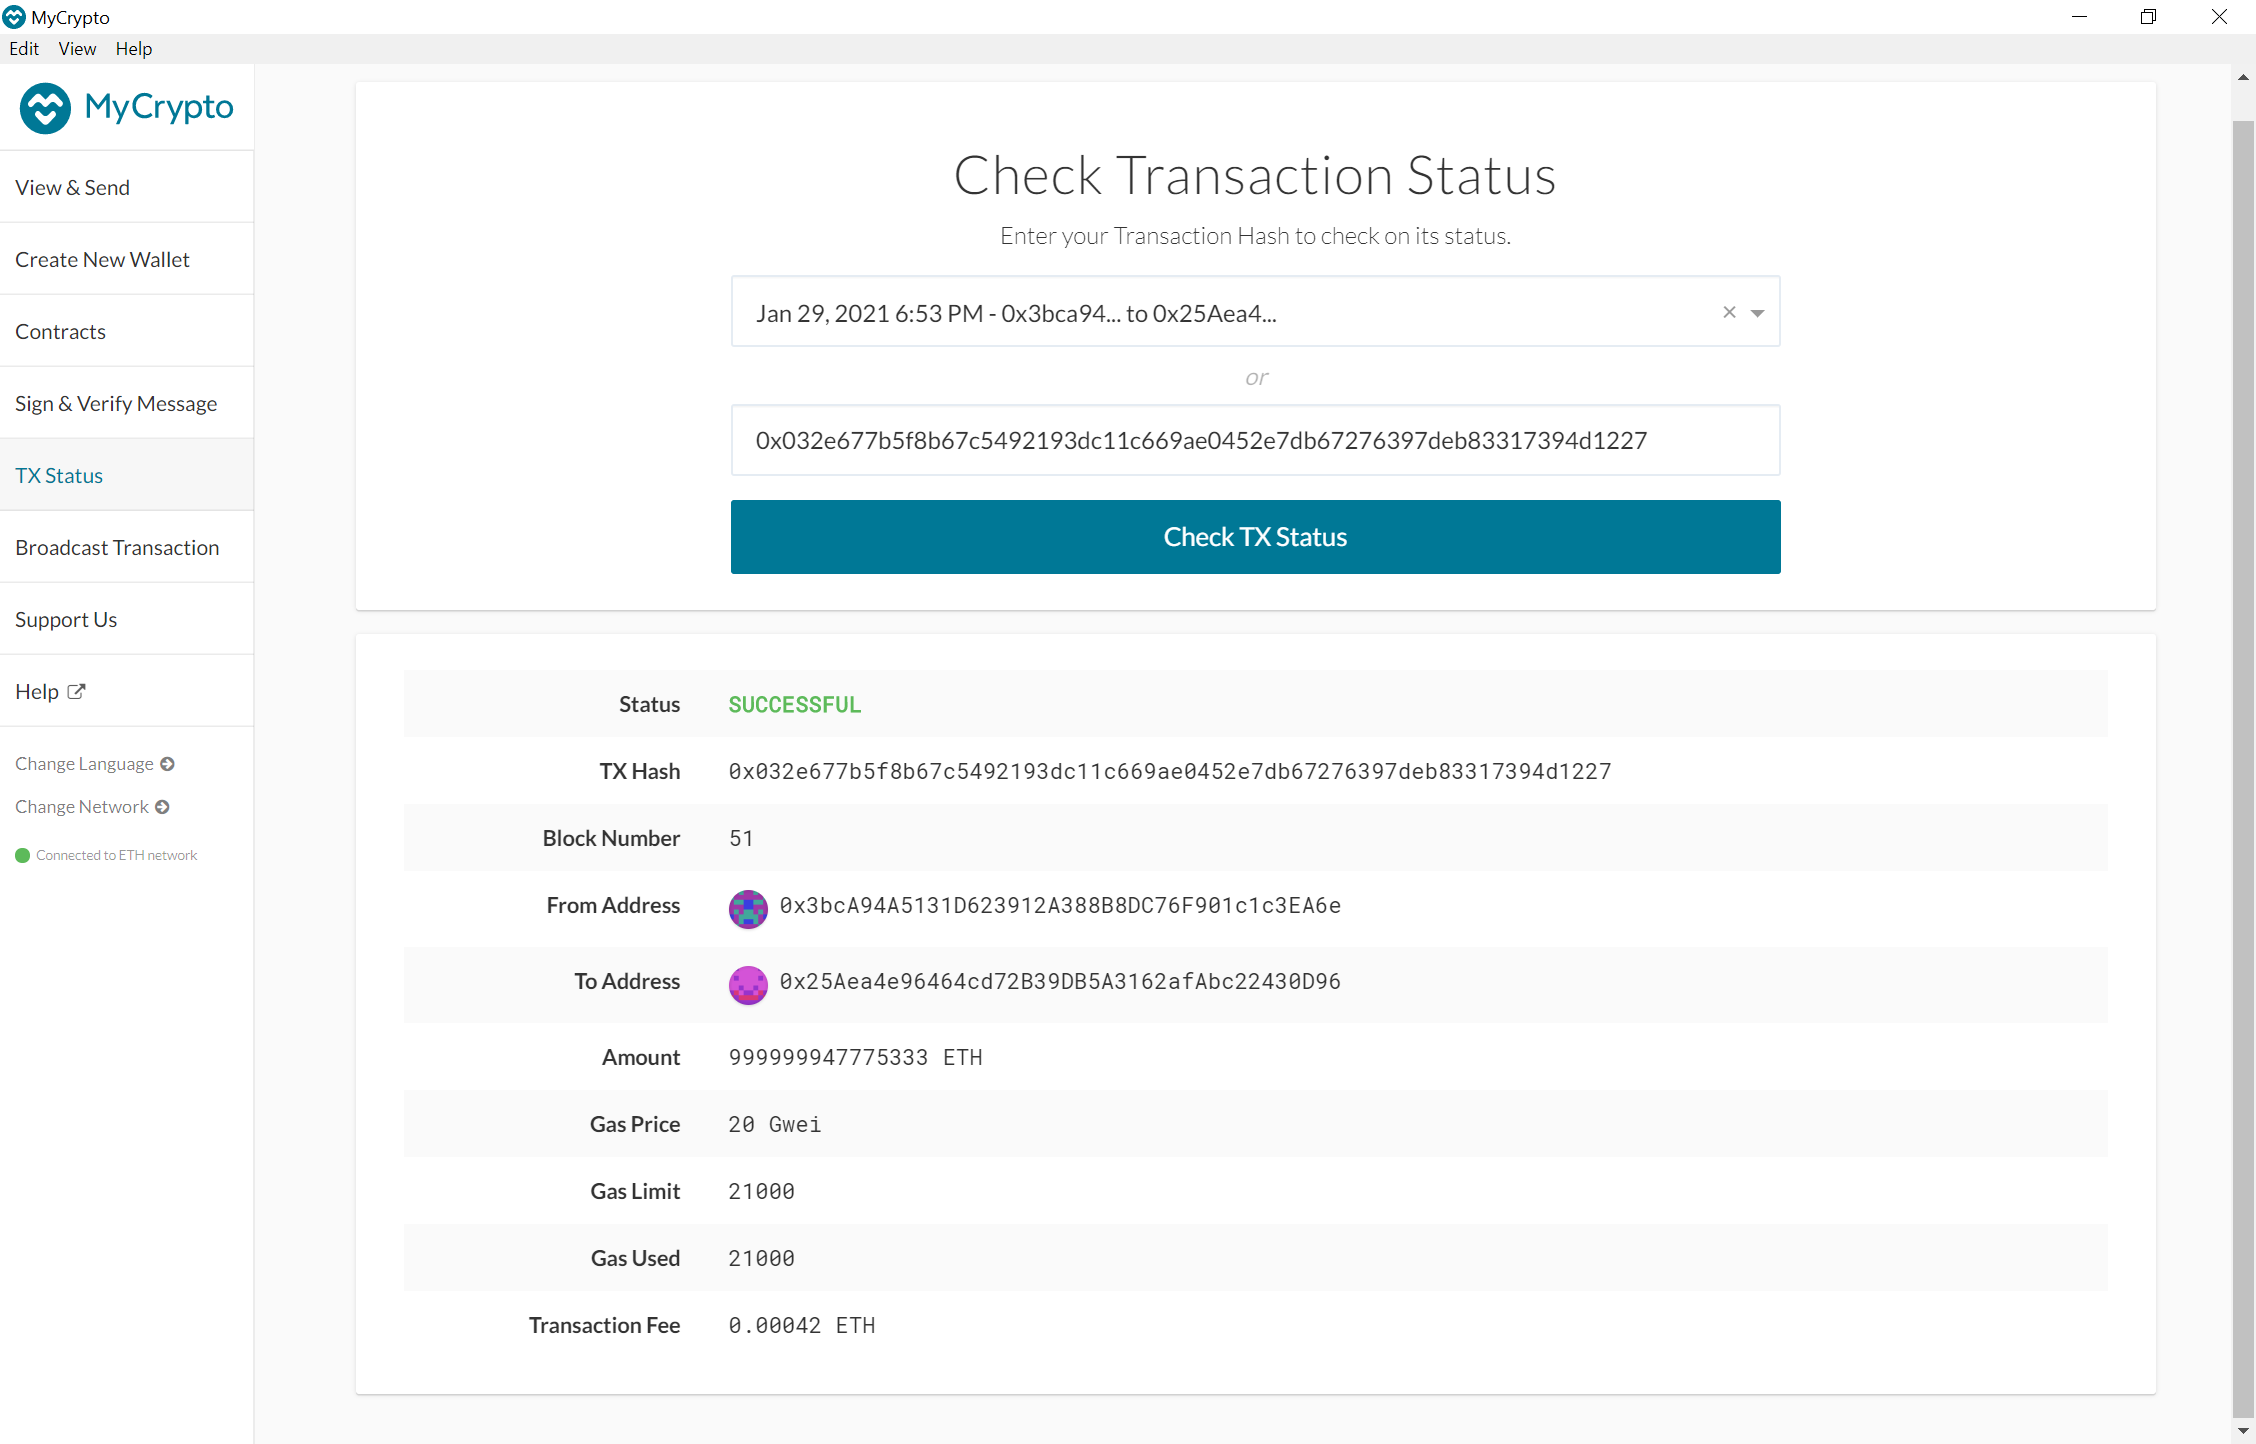 MyCrypto
Edit View Help
MyCrypto
View & Send
Create New Wallet
Contracts
Sign & Verify Message
TX Status
Broadcast Transaction
Support Us
Help
Change Language
Change Network
Connected to ETH network
Check Transaction Status
Enter your Transaction Hash to check on its status.
Jan 29, 2021 6:53 PM - 0x3bca94... to 0x25Aea4...
or
0x032e677b5f8b67c5492193dc11c669ae0452e7db67276397deb83317394d1227
Check TX Status
Status SUCCESSFUL
TX Hash 0x032e677b5f8b67c5492193dc11c669ae0452e7db67276397deb83317394d1227
Block Number 51
From Address 0x3bcA94A5131D623912A388B8DC76F901c1c3EA6e
To Address 0x25Aea4e96464cd72B39DB5A3162afAbc22430D96
Amount 999999947775333 ETH
Gas Price 20 Gwei
Gas Limit 21000
Gas Used 21000
Transaction Fee 0.00042 ETH